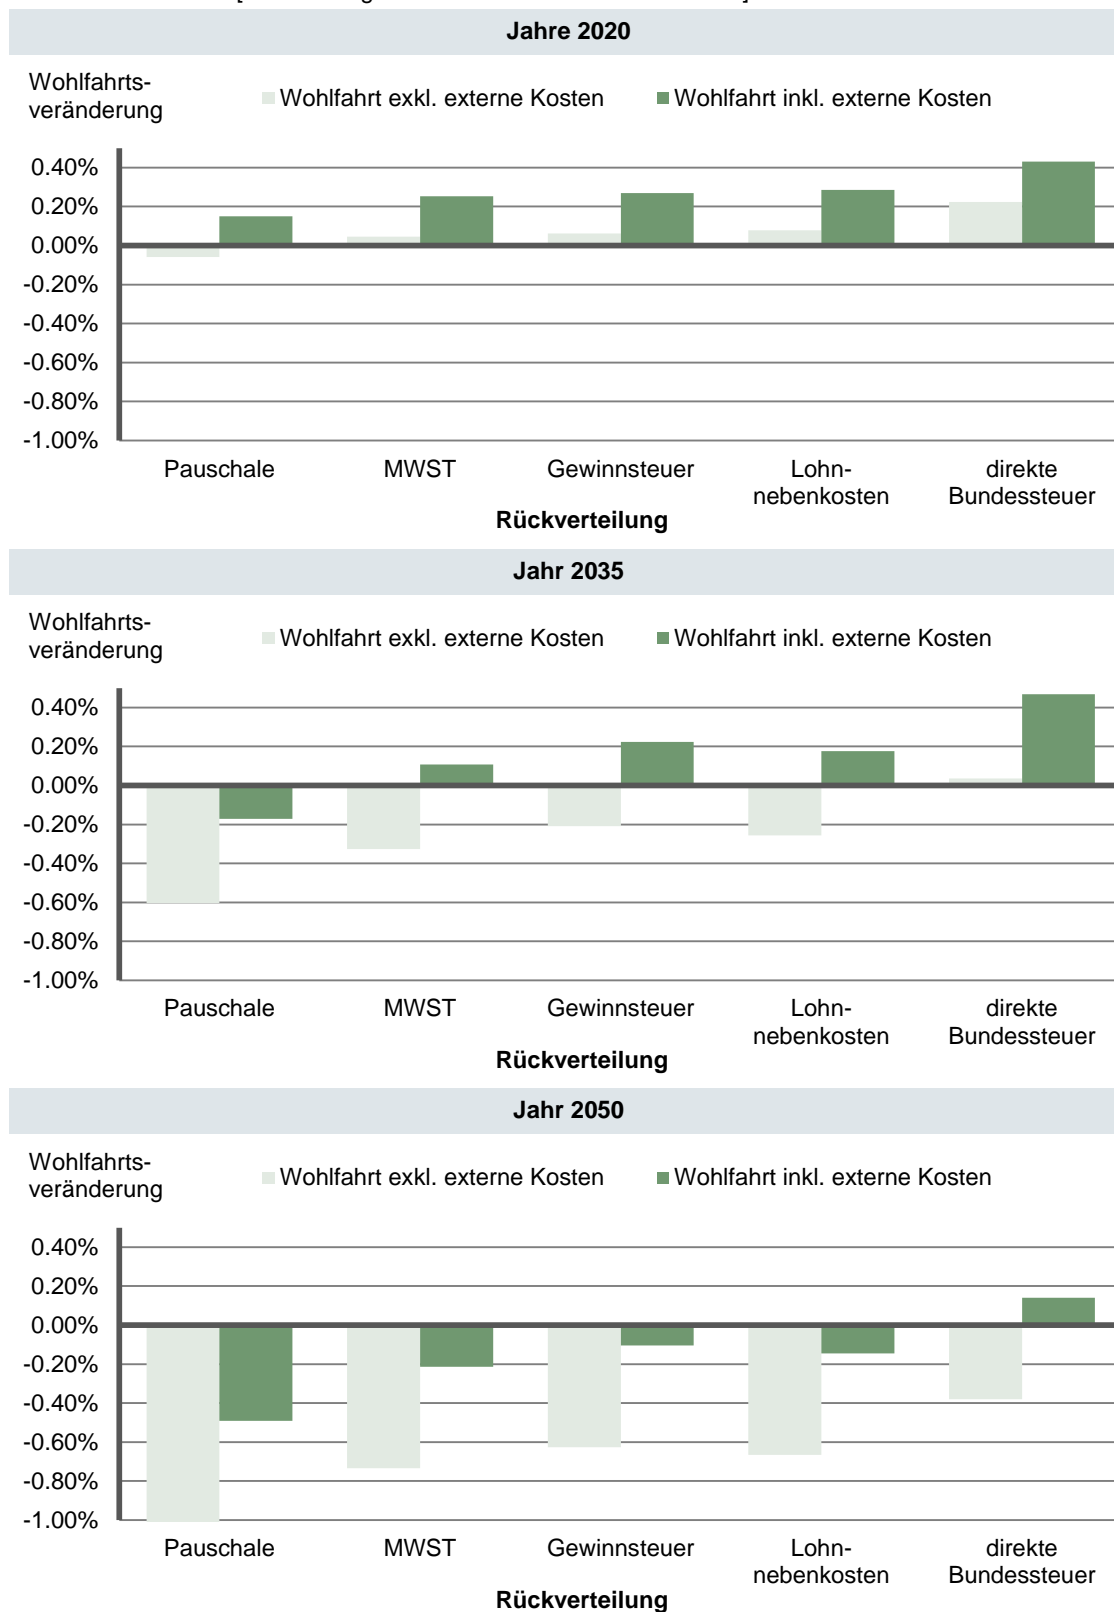 Jahre 2020
Wohlfahrts-
veränderung
Wohlfahrt exkl. externe Kosten Wohlfahrt inkl. externe Kosten
0.40%
0.20%
0.00%
-0.20%
-0.40%
-0.60%
-0.80%
-1.00%
Pauschale MWST Gewinnsteuer Lohn- direkte
nebenkosten Bundessteuer
Rückverteilung
Jahr 2035
Wohlfahrts-
veränderung
Wohlfahrt exkl. externe Kosten Wohlfahrt inkl. externe Kosten
0.40%
0.20%
0.00%
-0.20%
-0.40%
-0.60%
-0.80%
-1.00%
Pauschale MWST Gewinnsteuer Lohn- direkte
nebenkosten Bundessteuer
Rückverteilung
Jahr 2050
Wohlfahrts-
veränderung
Wohlfahrt exkl. externe Kosten Wohlfahrt inkl. externe Kosten
0.40%
0.20%
0.00%
-0.20%
-0.40%
-0.60%
-0.80%
-1.00%
Pauschale MWST Gewinnsteuer Lohn- direkte
nebenkosten Bundessteuer
Rückverteilung